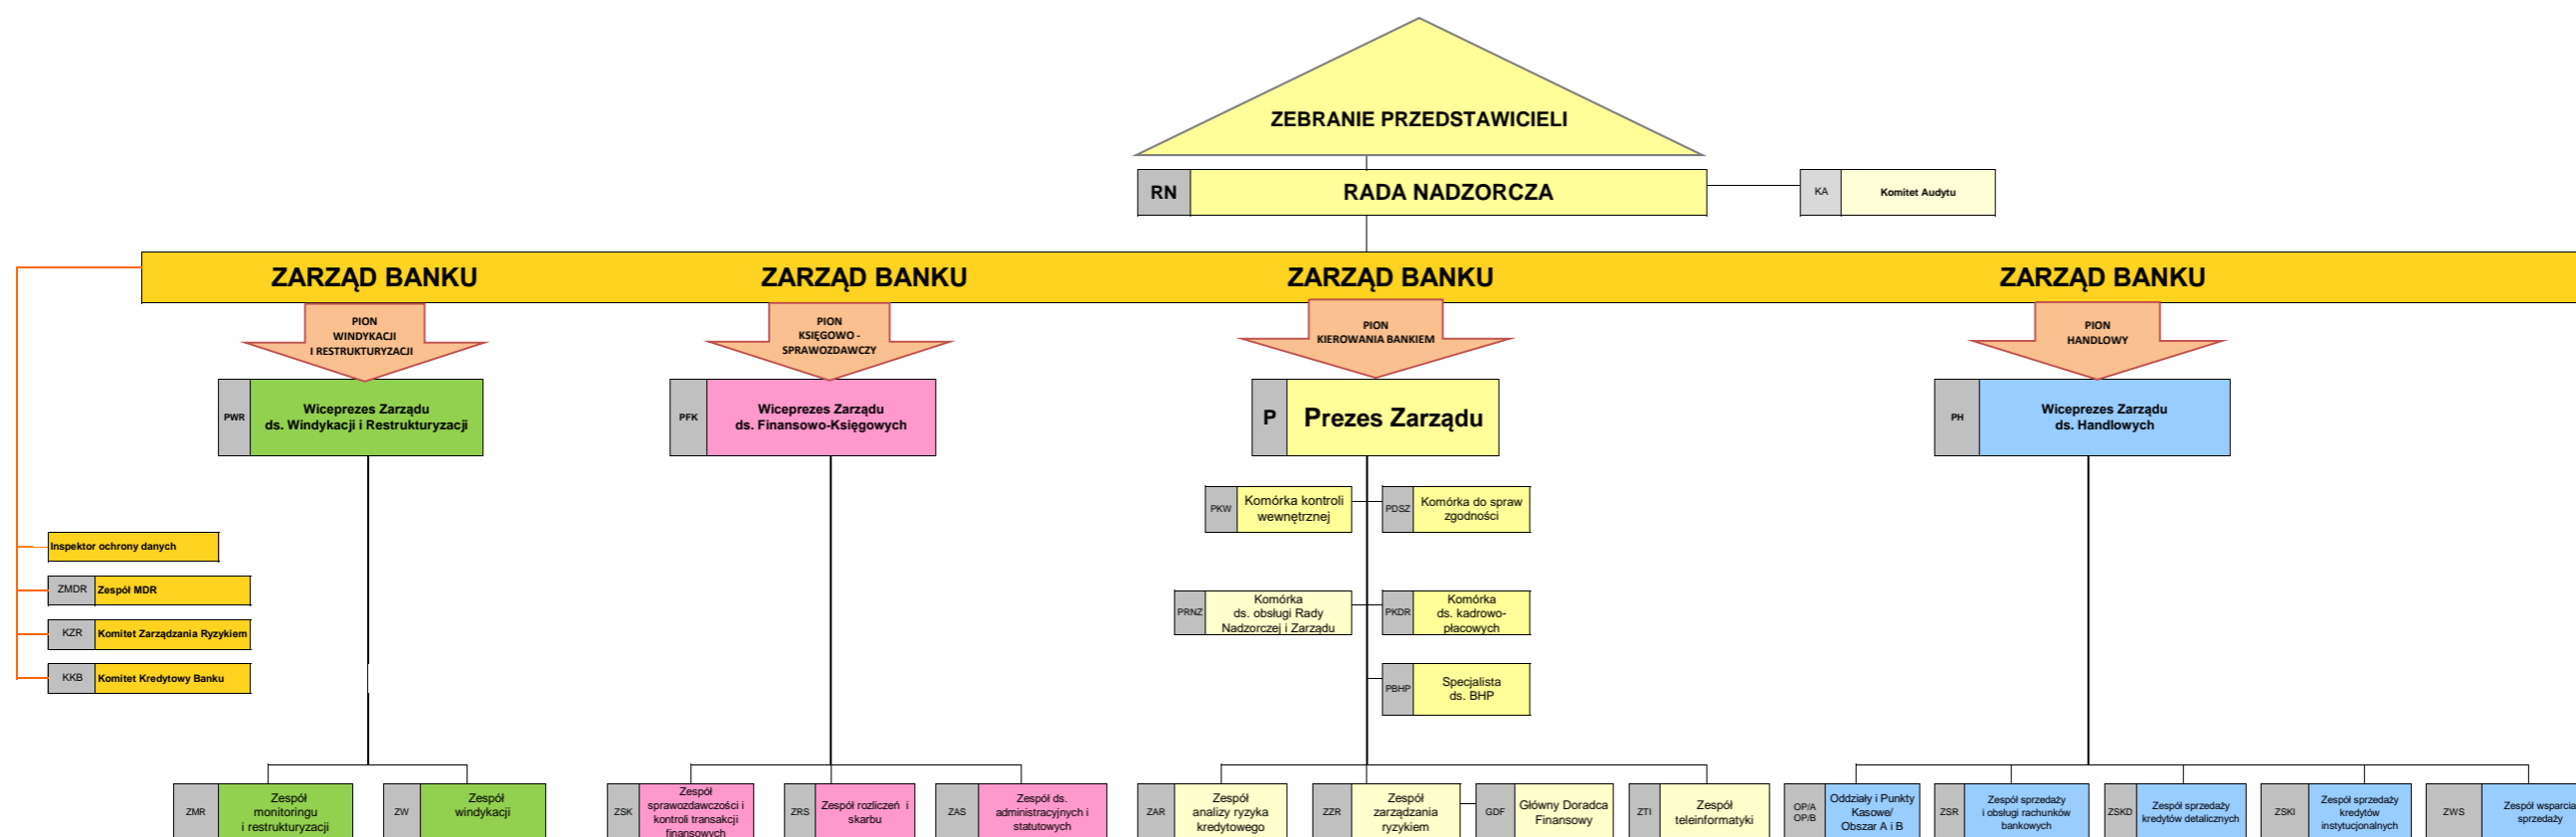 ZEBRANIE PRZEDSTAWICIELI
RN
RADA NADZORCZA
KA
Komitet Audytu
ZARZĄD BANKU
ZARZĄD BANKU
ZARZĄD BANKU
ZARZĄD BANKU
PION
WINDYKACJI
I RESTRUKTURYZACJI
PION
KSIĘGOWO -
SPRAWOZDAWCZY
PION
KIEROWANIA BANKIEM
PION
HANDLOWY
PWR
Wiceprezes Zarządu
ds. Windykacji i Restrukturyzacji
PFK
Wiceprezes Zarządu
ds. Finansowo-Księgowych
P
Prezes Zarządu
PH
Wiceprezes Zarządu
ds. Handlowych
PKW
Komórka kontroli
wewnętrznej
PDSZ
Komórka do spraw
zgodności
Inspektor ochrony danych
ZMDR
Zespół MDR
KZR
Komitet Zarządzania Ryzykiem
KKB
Komitet Kredytowy Banku
PRNZ
Komórka
ds. obsługi Rady
Nadzorczej i Zarządu
PKDR
Komórka
ds. kadrowo-
płacowych
PBHP
Specjalista
ds. BHP
ZMR
Zespół
monitoringu
i restrukturyzacji
ZW
Zespół
windykacji
ZSK
Zespół
sprawozdawczości i
kontroli transakcji
finansowych
ZRS
Zespół rozliczeń i
skarbu
ZAS
Zespół ds.
administracyjnych i
statutowych
ZAR
Zespół
analizy ryzyka
kredytowego
ZZR
Zespół
zarządzania
ryzykiem
GDF
Główny Doradca
Finansowy
ZTI
Zespół
teleinformatyki
OP/A
OP/B
Oddziały i Punkty
Kasowe/
Obszar A i B
ZSR
Zespół sprzedaży
i obsługi rachunków
bankowych
ZSKD
Zespół sprzedaży
kredytów detalicznych
ZSKI
Zespół sprzedaży
kredytów
instytucjonalnych
ZWS
Zespół wsparcia
sprzedaży